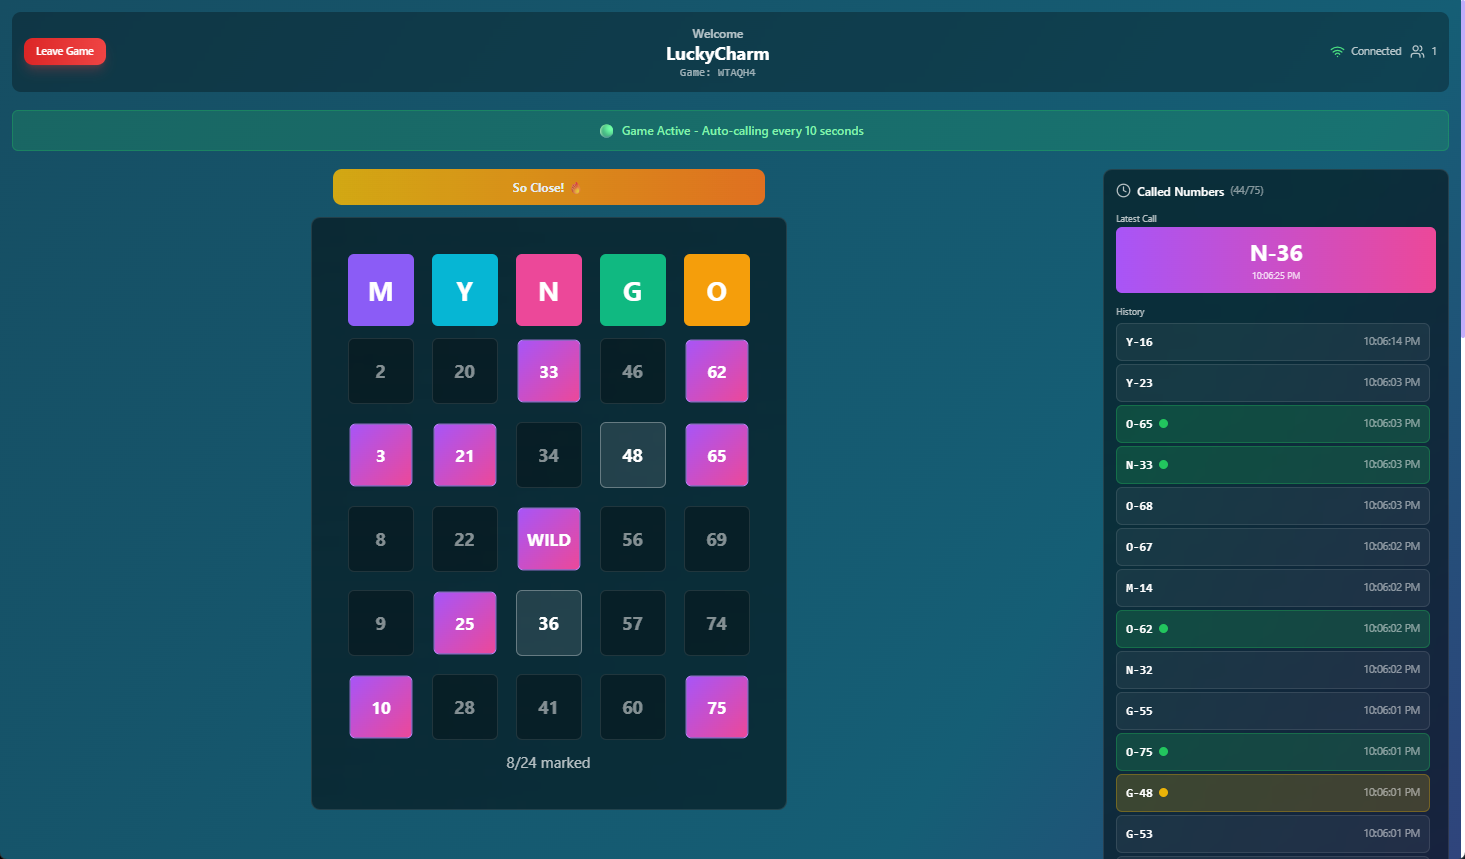 Leave Game
Welcome
LuckyCharm
Game: WTAQH4
Connected 1
Game Active - Auto-calling every 10 seconds
So Close! 🔥
M Y N G O
2 20 33 46 62
3 21 34 48 65
8 22 WILD 56 69
9 25 36 57 74
10 28 41 60 75
8/24 marked
Called Numbers (44/75)
Latest Call
N-36
10:06:25 PM
History
Y-16 10:06:14 PM
Y-23 10:06:03 PM
O-65 10:06:03 PM
N-33 10:06:03 PM
O-68 10:06:03 PM
O-67 10:06:02 PM
M-14 10:06:02 PM
O-62 10:06:02 PM
N-32 10:06:02 PM
G-55 10:06:01 PM
O-75 10:06:01 PM
G-48 10:06:01 PM
G-53 10:06:01 PM